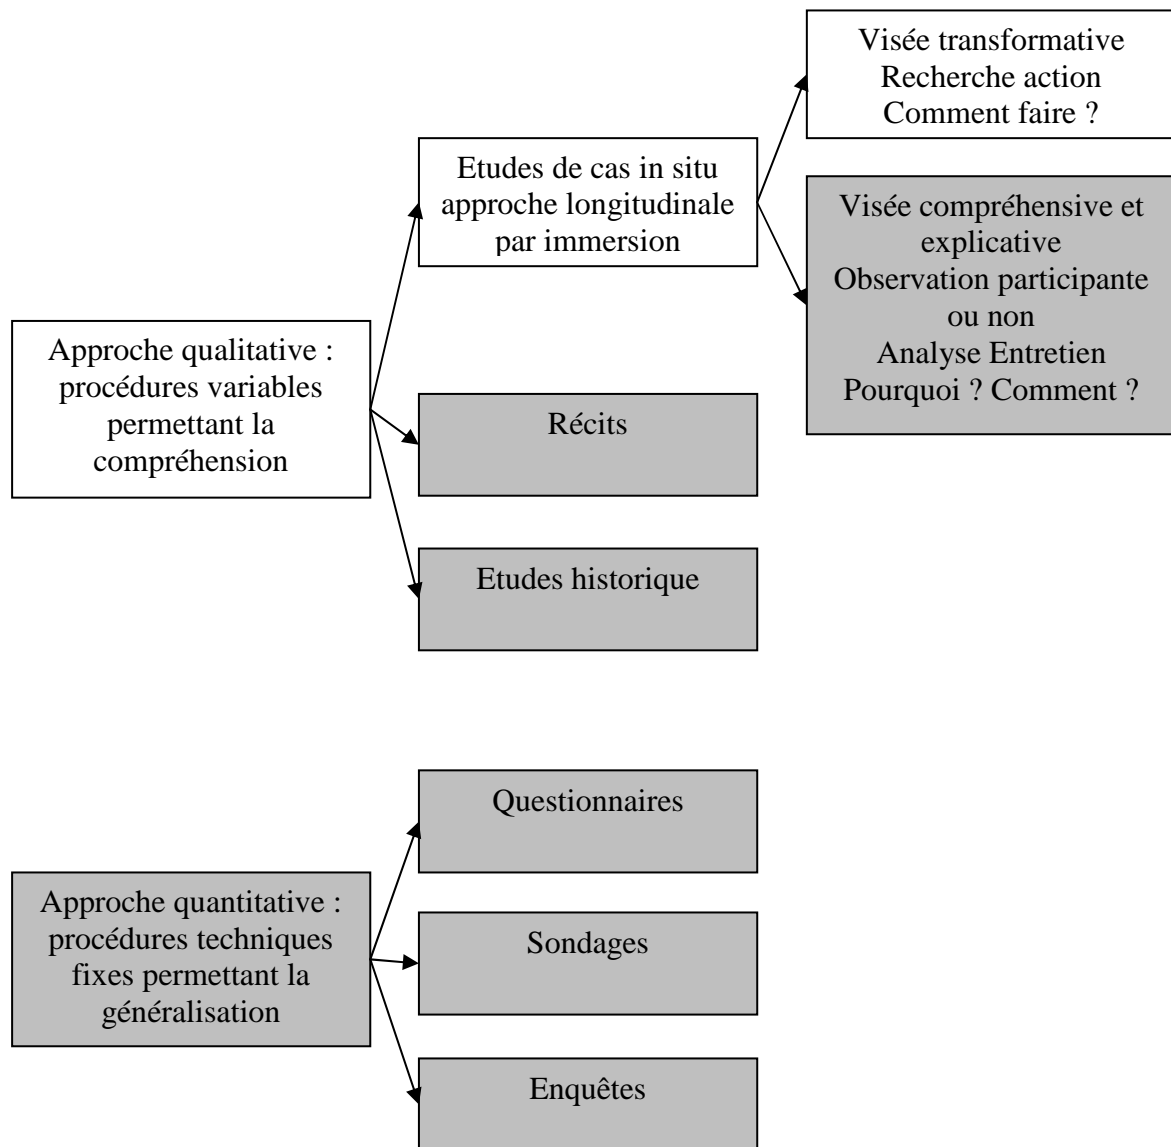 Visée transformative
Recherche action
Comment faire ?
Etudes de cas in situ
approche longitudinale
par immersion
Visée compréhensive et
explicative
Observation participante
ou non
Analyse Entretien
Pourquoi ? Comment ?
Approche qualitative :
procédures variables
permettant la
compréhension
Récits
Etudes historique
Questionnaires
Approche quantitative :
procédures techniques
fixes permettant la
généralisation
Sondages
Enquêtes